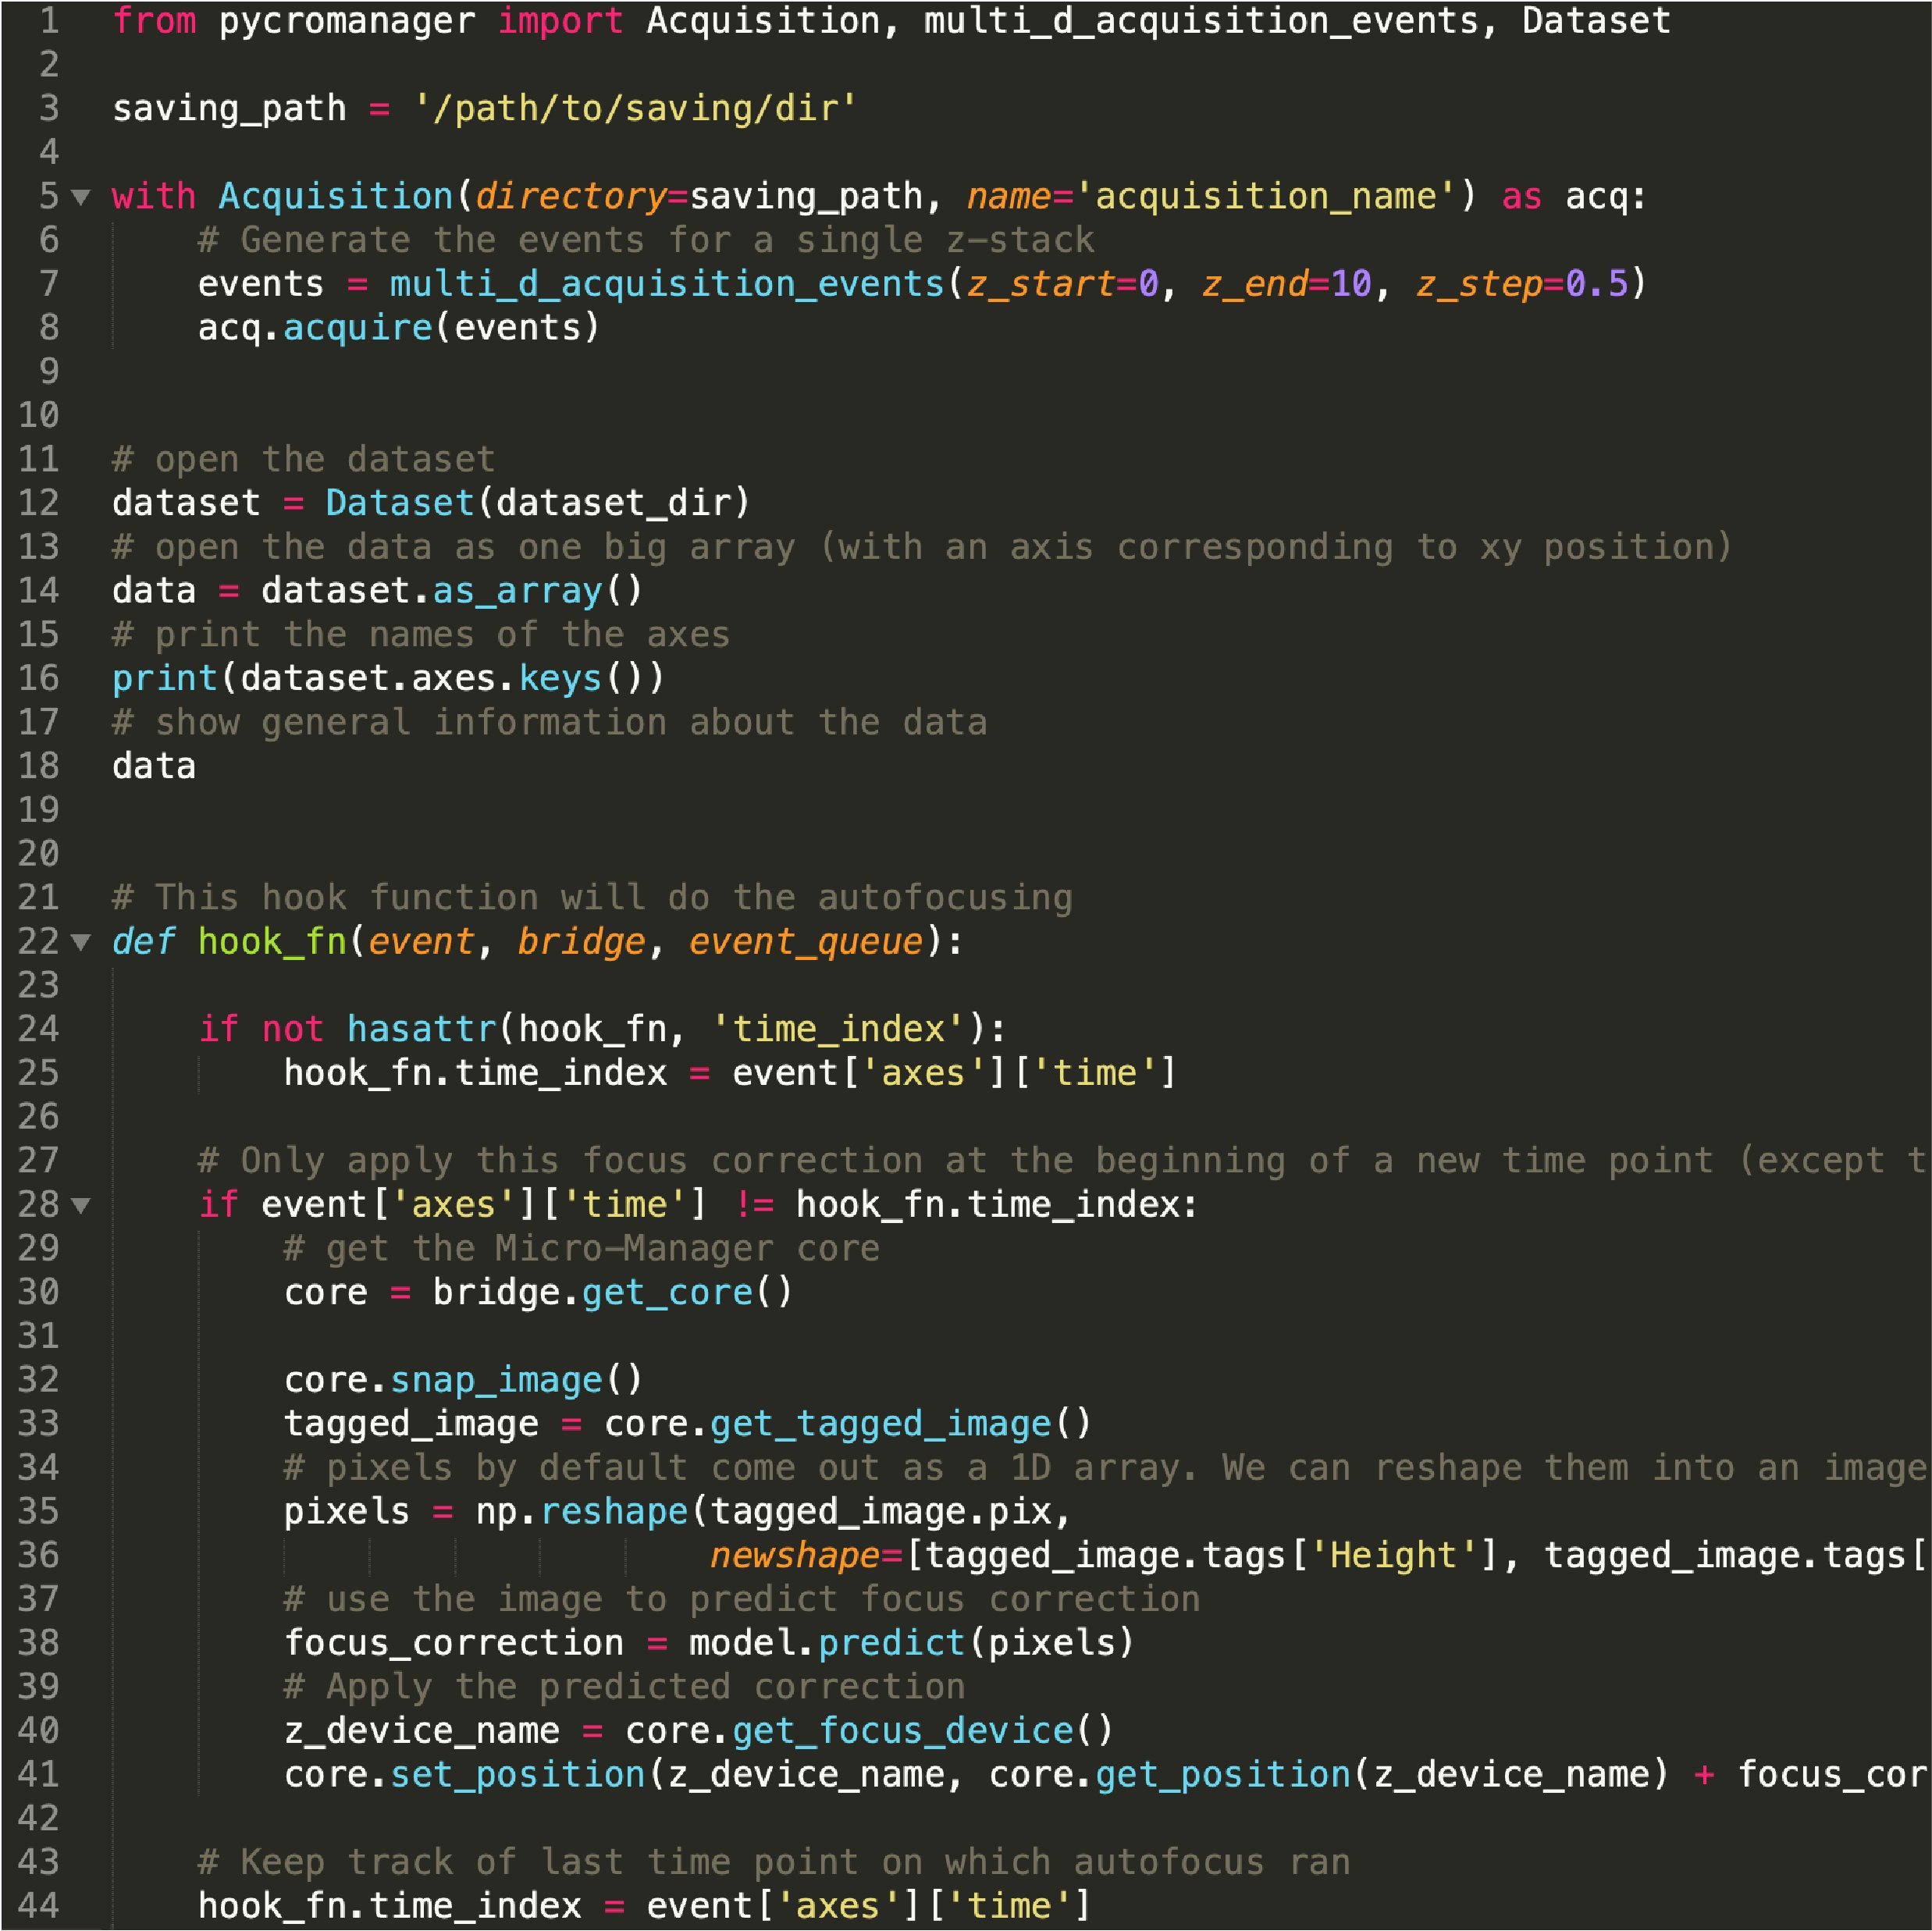 1 from pycromanager import Acquisition, multi_d_acquisition_events, Dataset
2
3 saving_path = '/path/to/saving/dir'
4
5 with Acquisition(directory=saving_path, name='acquisition_name') as acq:
6     # Generate the events for a single z-stack
7     events = multi_d_acquisition_events(z_start=0, z_end=10, z_step=0.5)
8     acq.acquire(events)
9
10
11 # open the dataset
12 dataset = Dataset(dataset_dir)
13 # open the data as one big array (with an axis corresponding to xy position)
14 data = dataset.as_array()
15 # print the names of the axes
16 print(dataset.axes.keys())
17 # show general information about the data
18 data
19
20
21 # This hook function will do the autofocusing
22 def hook_fn(event, bridge, event_queue):
23
24     if not hasattr(hook_fn, 'time_index'):
25         hook_fn.time_index = event['axes']['time']
26
27     # Only apply this focus correction at the beginning of a new time point (except t
28     if event['axes']['time'] != hook_fn.time_index:
29         # get the Micro-Manager core
30         core = bridge.get_core()
31
32         core.snap_image()
33         tagged_image = core.get_tagged_image()
34         # pixels by default come out as a 1D array. We can reshape them into an image
35         pixels = np.reshape(tagged_image.pix,
36                             newshape=[tagged_image.tags['Height'], tagged_image.tags[
37         # use the image to predict focus correction
38         focus_correction = model.predict(pixels)
39         # Apply the predicted correction
40         z_device_name = core.get_focus_device()
41         core.set_position(z_device_name, core.get_position(z_device_name) + focus_cor
42
43     # Keep track of last time point on which autofocus ran
44     hook_fn.time_index = event['axes']['time']